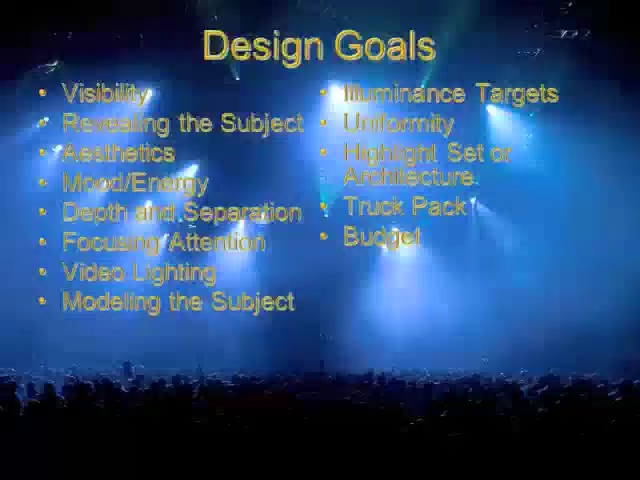 Design Goals
• Visibility
• Revealing the Subject
• Aesthetics
• Mood/Energy
• Depth and Separation
• Focusing Attention
• Video Lighting
• Modeling the Subject
• Illuminance Targets
• Uniformity
• Highlight Set or
Architecture
• Truck Pack
• Budget